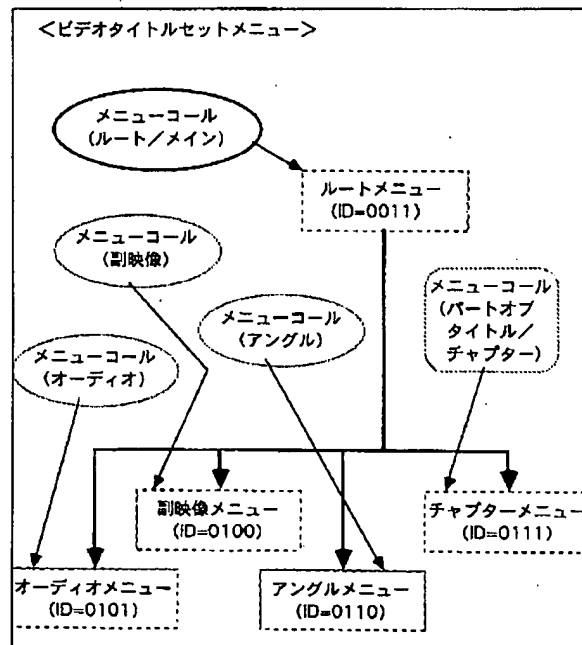 <ビデオタイトルセットメニュー>
メニューコール
(ルート/メイン)
ルートメニュー
(ID=0011)
メニューコール
(副映像)
メニューコール
(パートオブ
タイトル/
チャプター)
メニューコール
(アングル)
メニューコール
(オーディオ)
副映像メニュー
(ID=0100)
チャプターメニュー
(ID=0111)
オーディオメニュー
(ID=0101)
アングルメニュー
(ID=0110)